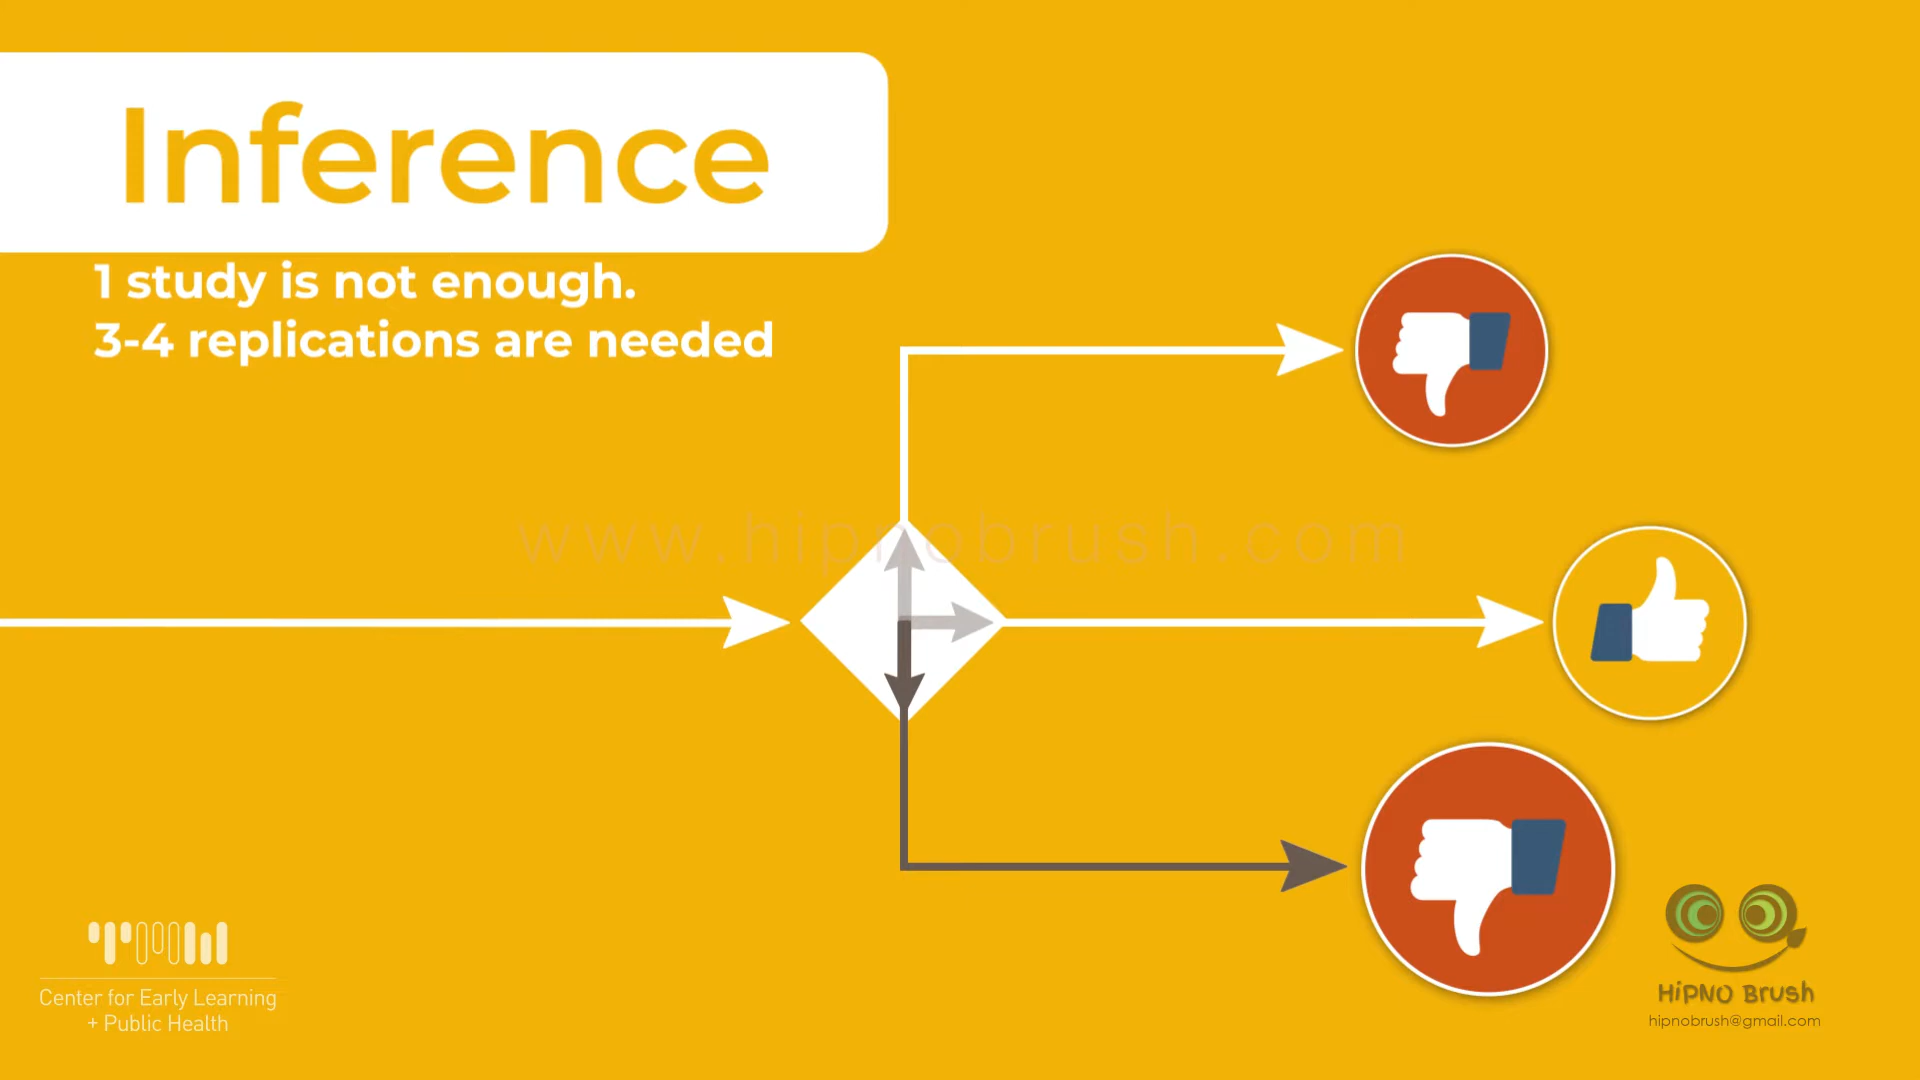 Inference
1 study is not enough.
3-4 replications are needed
www.hipnobrush.com
Center for Early Learning
+ Public Health
HiPNO Brush
hipnobrush@gmail.com